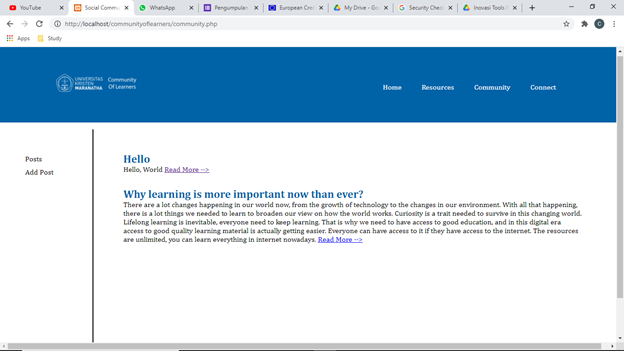 YouTube
Social Commu
WhatsApp
Pengumpulan
European Cre
My Drive - Go
Security Chec
Inovasi Tools P
http://localhost/communityoflearners/community.php
C
Apps
Study
UNIVERSITAS
KRISTEN
MARANATHA
Community
Of Learners
Home
Resources
Community
Connect
Posts
Add Post
Hello
Hello, World Read More -->
Why learning is more important now than ever?
There are a lot changes happening in our world now, from the growth of technology to the changes in our environment. With all that happening,
there is a lot things we needed to learn to broaden our view on how the world works. Curiosity is a trait needed to survive in this changing world.
Lifelong learning is inevitable, everyone need to keep learning. That is why we need to have access to good education, and in this digital era
access to good quality learning material is actually getting easier. Everyone can have access to it if they have access to the internet. The resources
are unlimited, you can learn everything in internet nowadays. Read More -->